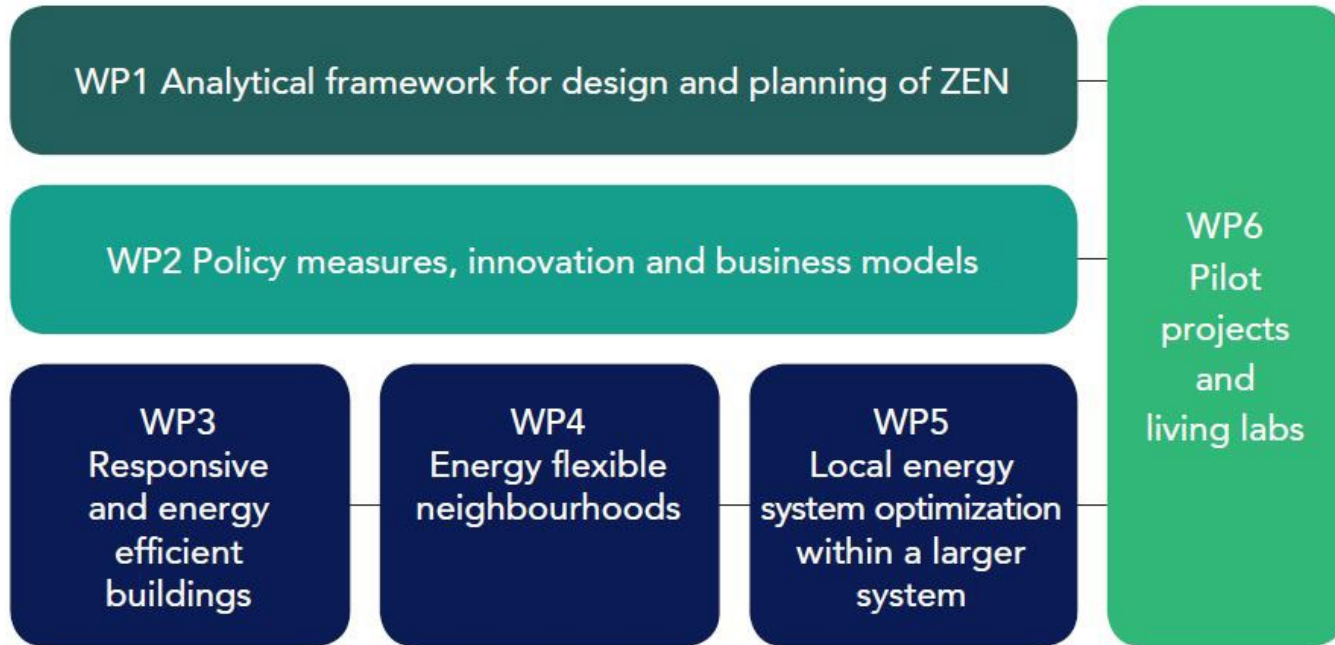 WP1 Analytical framework for design and planning of ZEN
WP2 Policy measures, innovation and business models
WP3
Responsive
and energy
efficient
buildings
WP4
Energy flexible
neighbourhoods
WP5
Local energy
system optimization
within a larger
system
WP6
Pilot
projects
and
living labs